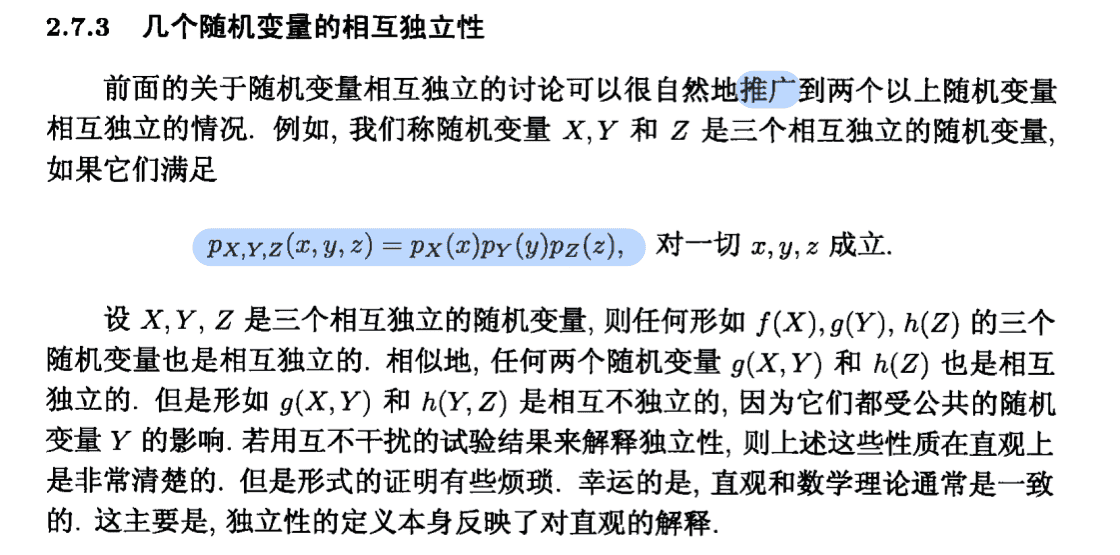 2.7.3 几个随机变量的相互独立性
前面的关于随机变量相互独立的讨论可以很自然地推广到两个以上随机变量
相互独立的情况. 例如, 我们称随机变量 X, Y 和 Z 是三个相互独立的随机变量,
如果它们满足
p_{X,Y,Z}(x, y, z) = p_X(x)p_Y(y)p_Z(z), 对一切 x, y, z 成立.
设 X, Y, Z 是三个相互独立的随机变量, 则任何形如 f(X), g(Y), h(Z) 的三个
随机变量也是相互独立的. 相似地, 任何两个随机变量 g(X, Y) 和 h(Z) 也是相互
独立的. 但是形如 g(X, Y) 和 h(Y, Z) 是相互不独立的, 因为它们都受公共的随机
变量 Y 的影响. 若用互不干扰的试验结果来解释独立性, 则上述这些性质在直观上
是非常清楚的. 但是形式的证明有些烦琐. 幸运的是, 直观和数学理论通常是一致
的. 这主要是, 独立性的定义本身反映了对直观的解释.